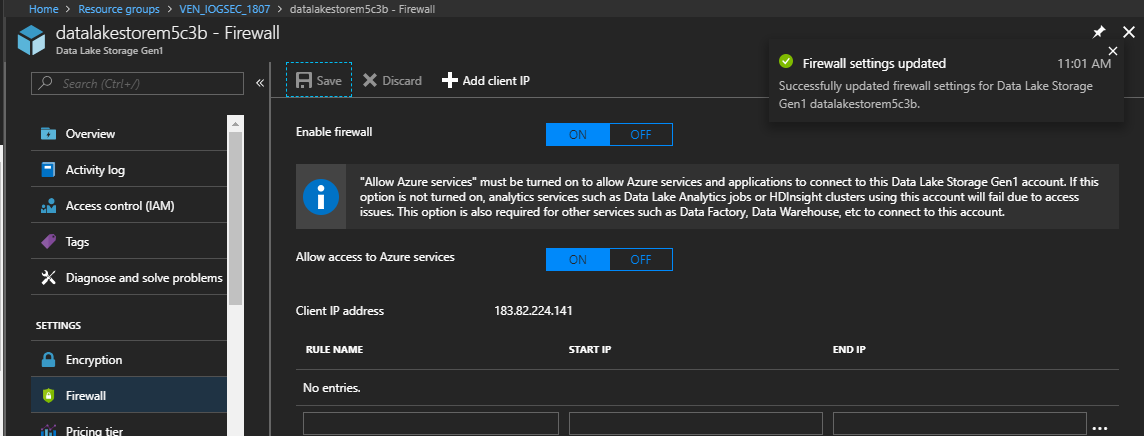 Home > Resource groups > VEN_IOGSEC_1807 > datalakestorem5c3b - Firewall
datalakestorem5c3b - Firewall
Data Lake Storage Gen1
Search (Ctrl+/)
«
Save
Discard
Add client IP
Firewall settings updated
11:01 AM
Successfully updated firewall settings for Data Lake Storage
Gen1 datalakestorem5c3b.
Overview
Activity log
Access control (IAM)
Tags
Diagnose and solve problems
SETTINGS
Encryption
Firewall
Pricing tier
Enable firewall
ON OFF
"Allow Azure services" must be turned on to allow Azure services and applications to connect to this Data Lake Storage Gen1 account. If this
option is not turned on, analytics services such as Data Lake Analytics jobs or HDInsight clusters using this account will fail due to access
issues. This option is also required for other services such as Data Factory, Data Warehouse, etc to connect to this account.
Allow access to Azure services
ON OFF
Client IP address 183.82.224.141
RULE NAME START IP END IP
No entries.
...